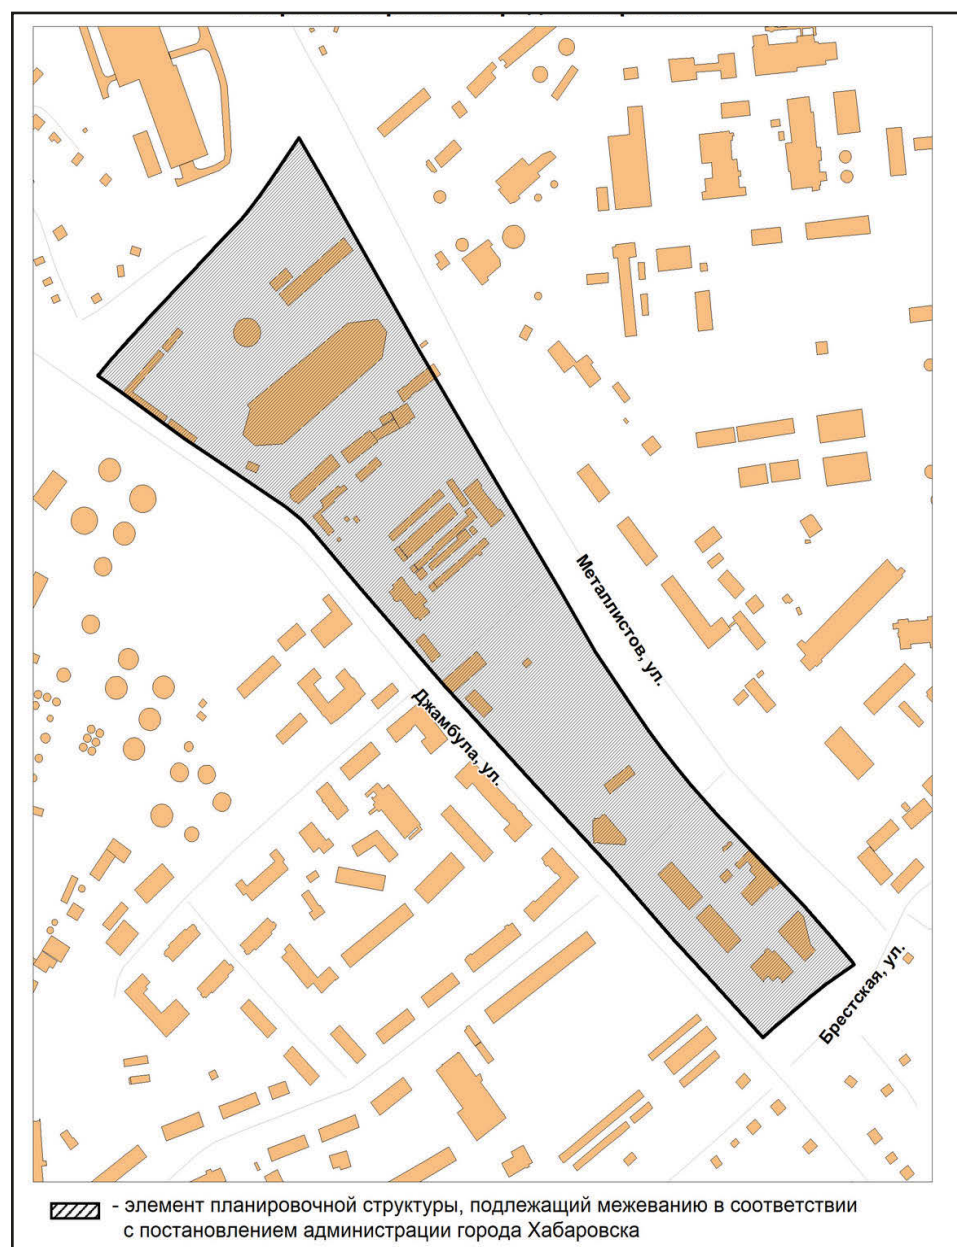 Металлистов, ул.
Джамбула, ул.
Брестская, ул.
- элемент планировочной структуры, подлежащий межеванию в соответствии
с постановлением администрации города Хабаровска